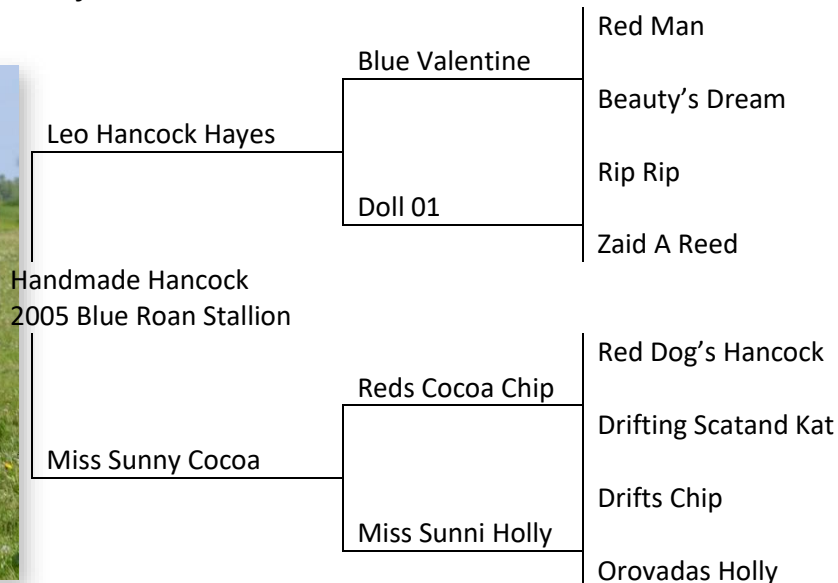 Red Man
Blue Valentine
Beauty’s Dream
Leo Hancock Hayes
Rip Rip
Doll 01
Zaid A Reed
Handmade Hancock
2005 Blue Roan Stallion
Red Dog’s Hancock
Reds Cocoa Chip
Drifting Scatand Kat
Miss Sunny Cocoa
Drifts Chip
Miss Sunni Holly
Orovadas Holly